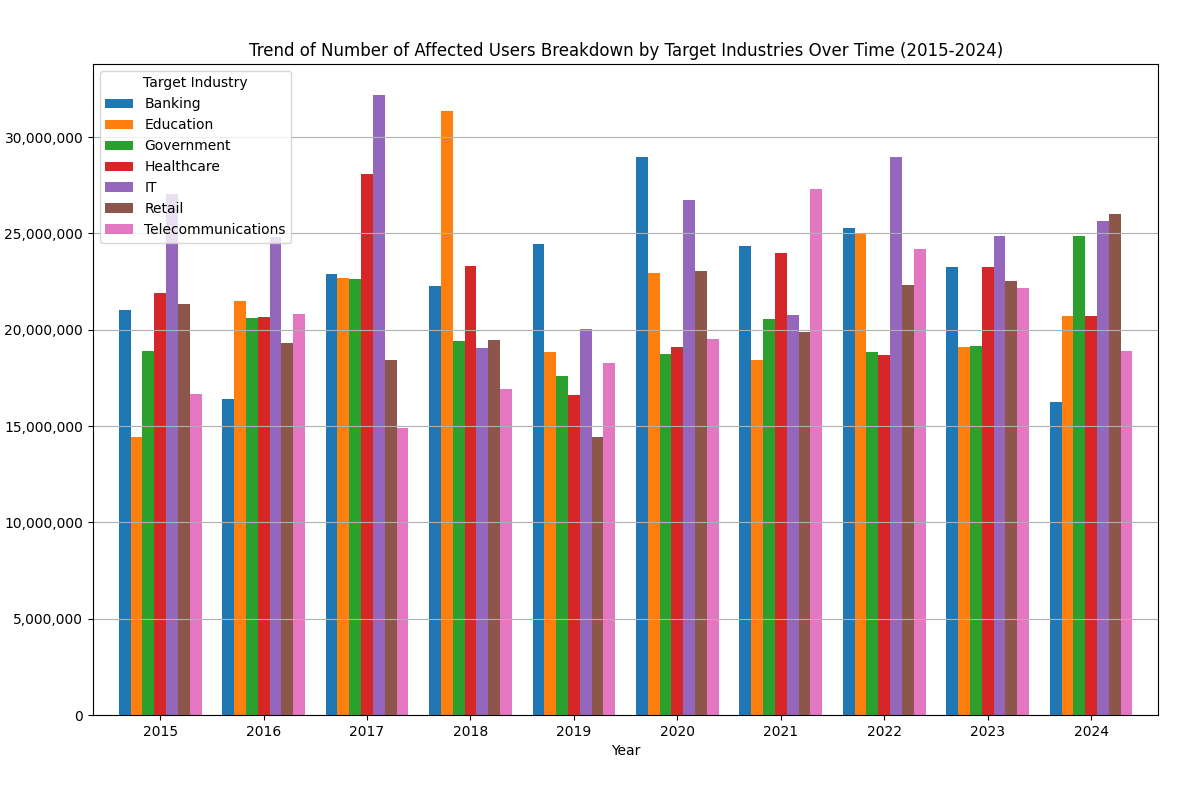 Trend of Number of Affected Users Breakdown by Target Industries Over Time (2015-2024)
Target Industry
Banking
Education
Government
Healthcare
IT
Retail
Telecommunications
30,000,000
25,000,000
20,000,000
15,000,000
10,000,000
5,000,000
0
2015 2016 2017 2018 2019 2020 2021 2022 2023 2024
Year